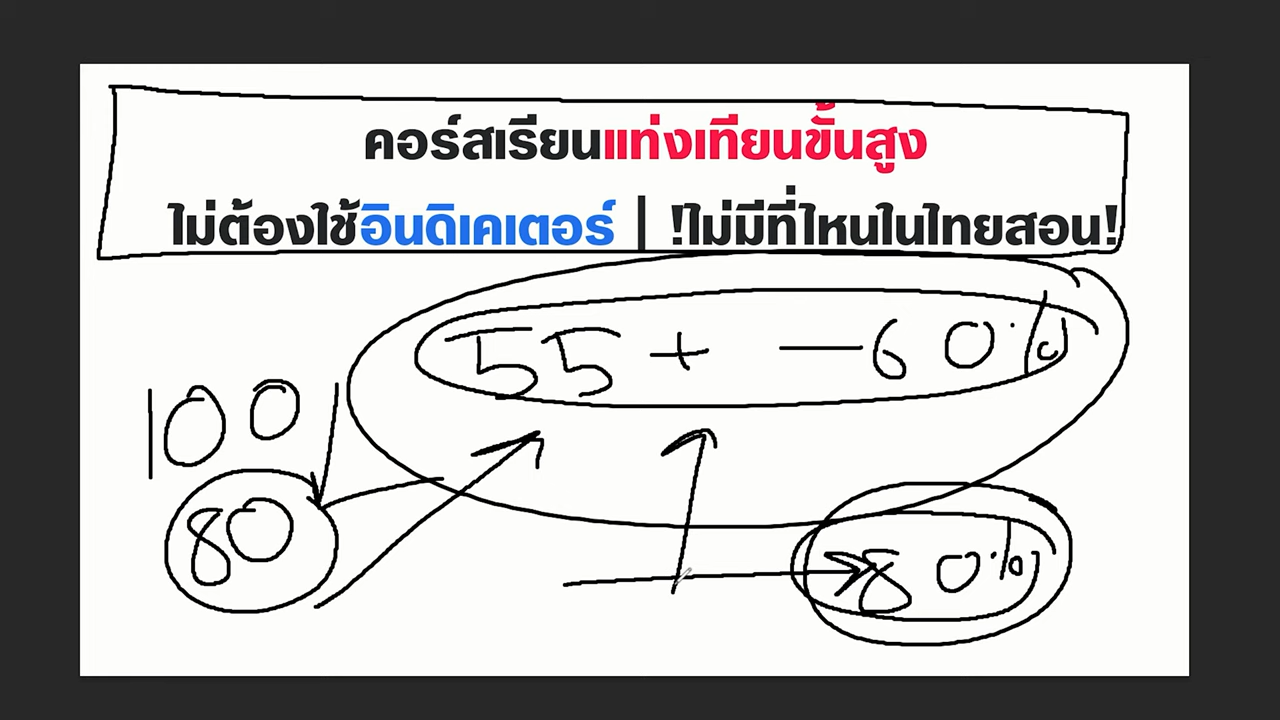 คอร์สเรียนแท่งเทียนขั้นสูง
ไม่ต้องใช้อินดิเคเตอร์ | !ไม่มีที่ไหนในไทยสอน!
55 + - 60%
100
80
80%